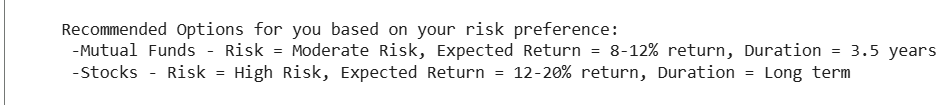 Recommended Options for you based on your risk preference:
-Mutual Funds - Risk = Moderate Risk, Expected Return = 8-12% return, Duration = 3.5 years
-Stocks - Risk = High Risk, Expected Return = 12-20% return, Duration = Long term